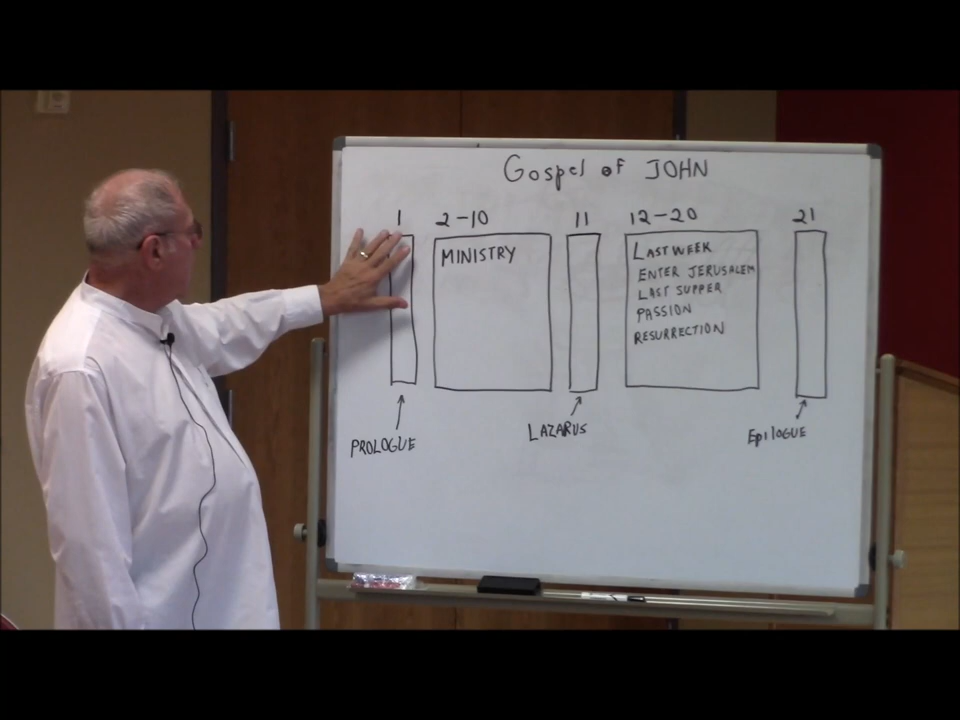 Gospel of JOHN
1
2-10
11
12-20
21
MINISTRY
LAST WEEK
ENTER JERUSALEM
LAST SUPPER
PASSION
RESURRECTION
PROLOGUE
LAZARUS
EpilOGUE